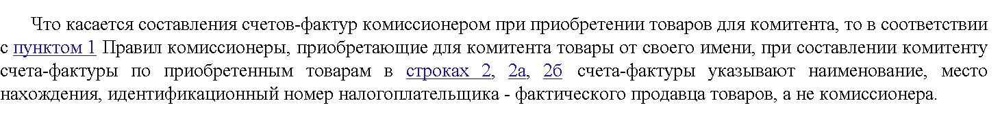 Что касается составления счетов-фактур комиссионером при приобретении товаров для комитента, то в соответствии
с пунктом 1 Правил комиссионеры, приобретающие для комитента товары от своего имени, при составлении комитенту
счета-фактуры по приобретенным товарам в строках 2, 2а, 2б счета-фактуры указывают наименование, место
нахождения, идентификационный номер налогоплательщика - фактического продавца товаров, а не комиссионера.